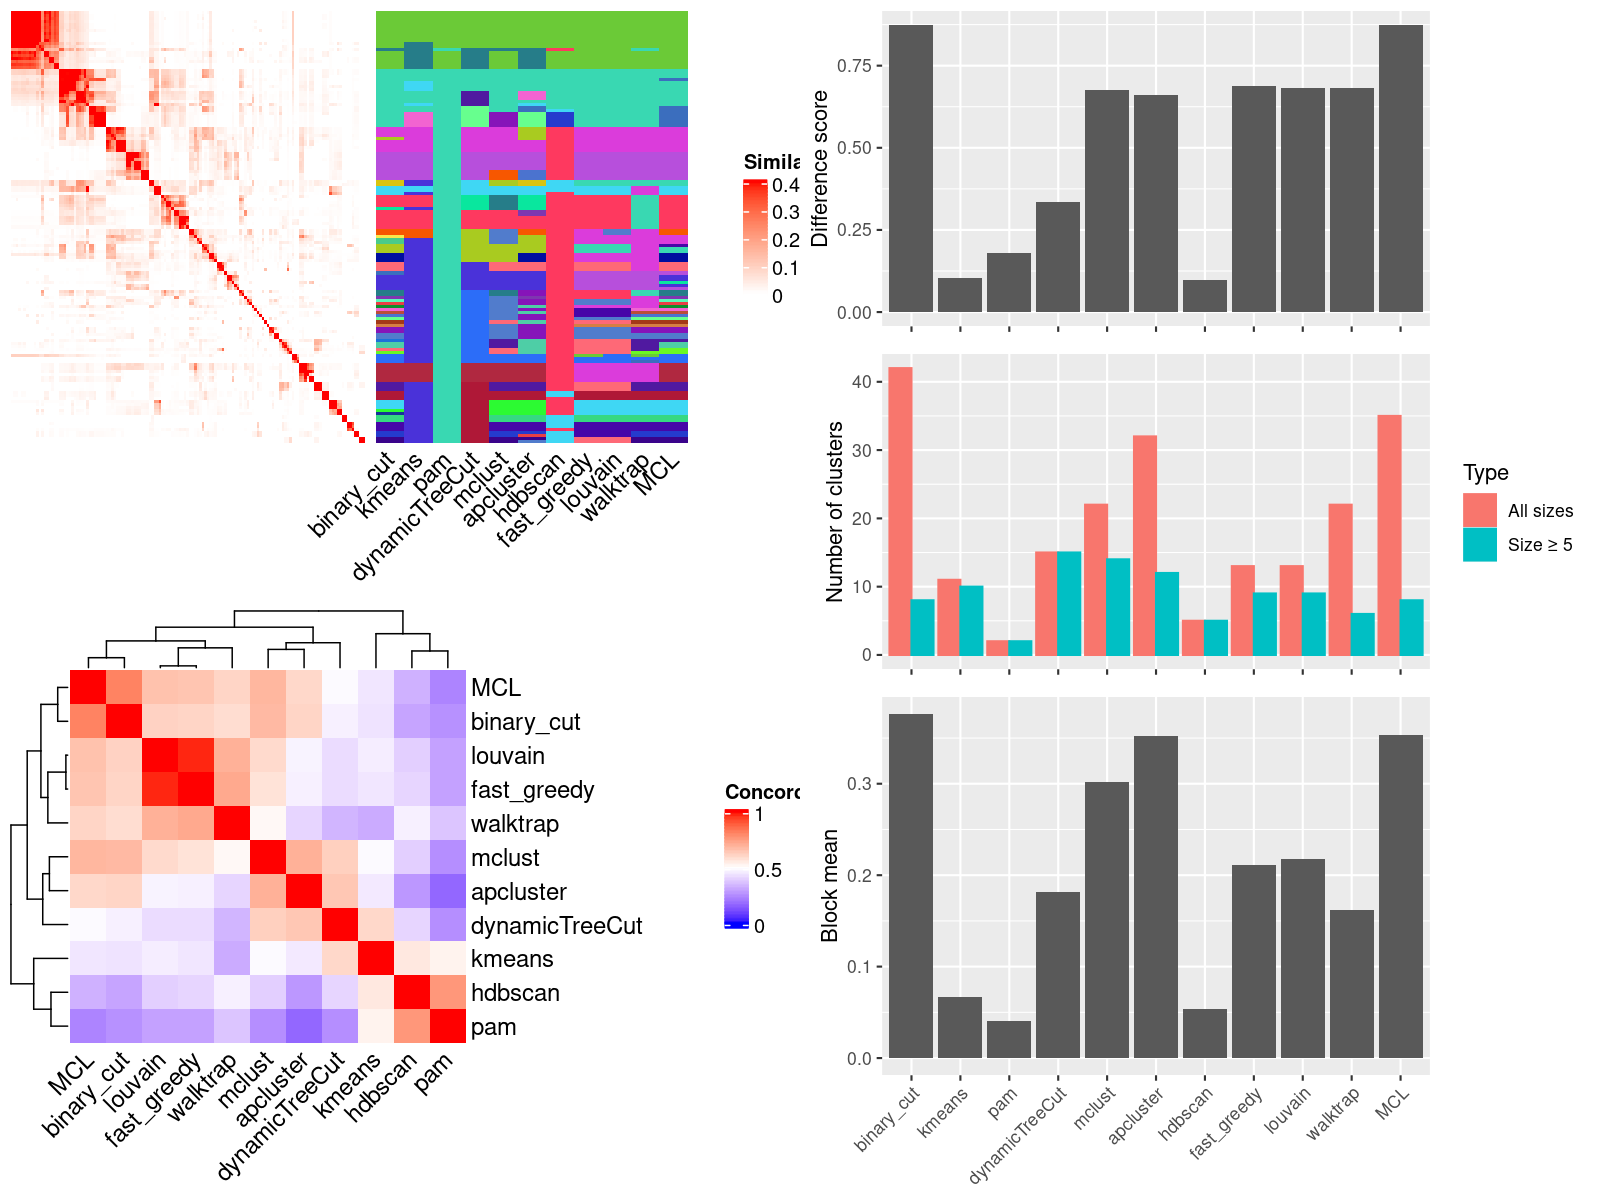 Simila
0.4
0.3
0.2
0.1
0
binary_cut
kmeans
pam
dynamicTreeCut
mclust
apcluster
hdbscan
fast_greedy
louvain
walktrap
MCL
Difference score
0.75
0.50
0.25
0.00
Number of clusters
40
30
20
10
0
Type
All sizes
Size ≥ 5
MCL
binary_cut
louvain
fast_greedy
walktrap
mclust
apcluster
dynamicTreeCut
kmeans
hdbscan
pam
MCL
binary_cut
louvain
fast_greedy
walktrap
mclust
apcluster
dynamicTreeCut
kmeans
hdbscan
pam
Concord
1
0.5
0
Block mean
0.3
0.2
0.1
0.0
binary_cut
kmeans
pam
dynamicTreeCut
mclust
apcluster
hdbscan
fast_greedy
louvain
walktrap
MCL